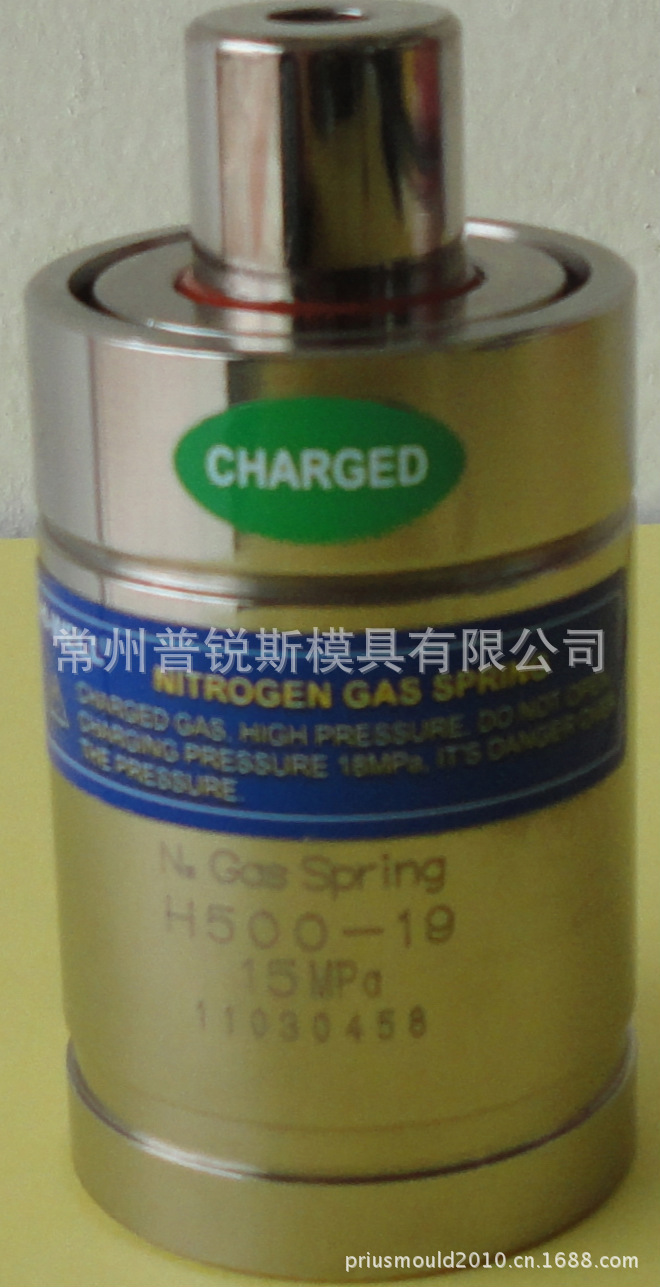 CHARGED
常州普锐斯模具有限公司
NITROGEN GAS SPRING
CHARGED GAS. HIGH PRESSURE. DO NOT OPEN.
CHARGING PRESSURE 18MPa. IT'S DANGER OVER
THE PRESSURE.
N₂ Gas Spring
H500-19
15MPa
11030458
priusmould2010.cn.1688.com